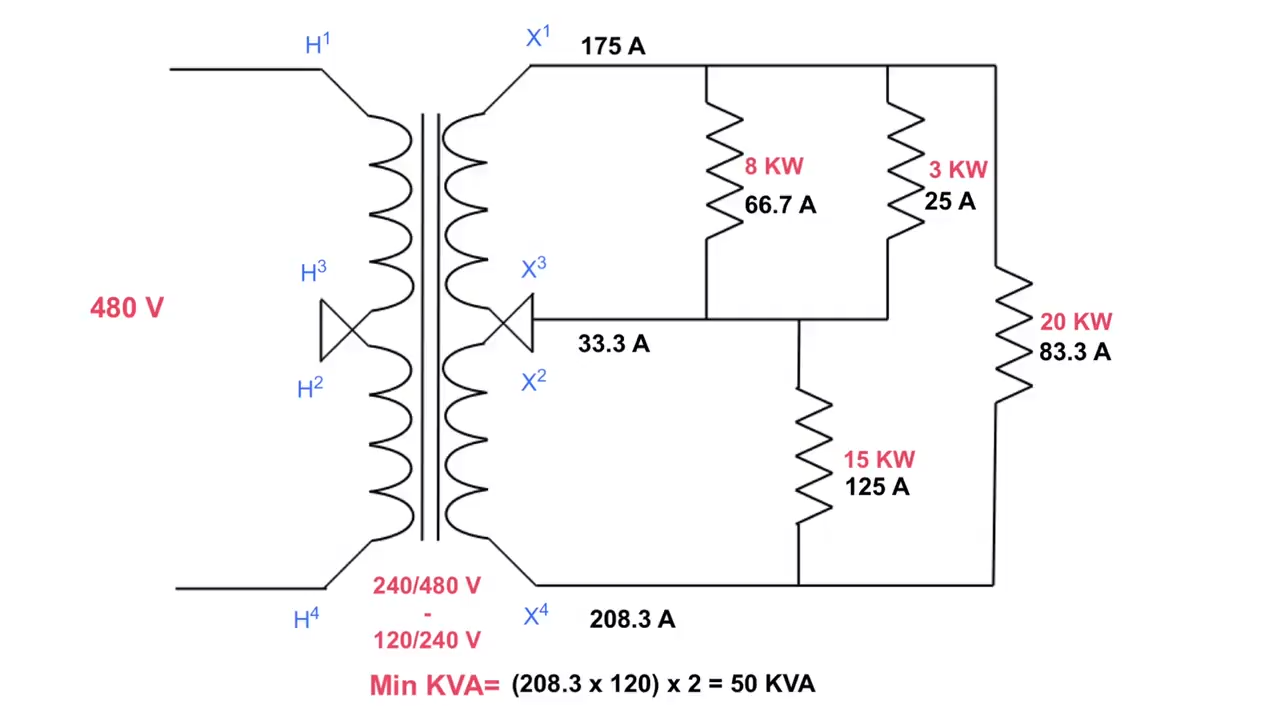 H¹
X¹
175 A
8 KW
66.7 A
3 KW
25 A
H³
X³
480 V
33.3 A
20 KW
83.3 A
H²
X²
15 KW
125 A
240/480 V
-
120/240 V
H⁴
X⁴
208.3 A
Min KVA= (208.3 x 120) x 2 = 50 KVA